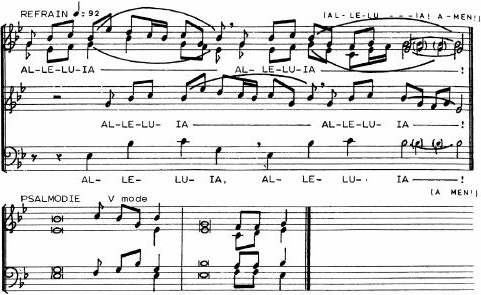 REFRAIN ♩=92 (AL-LE-LU---IA! A-MEN!)
AL-LE-LU-IA AL-LE-LU-IA !
AL-LE-LU- IA AL-LE-LU- IA !
AL- LE- LU- IA, AL- LE- LU- IA !
(A MEN!)
PSALMODIE V mode